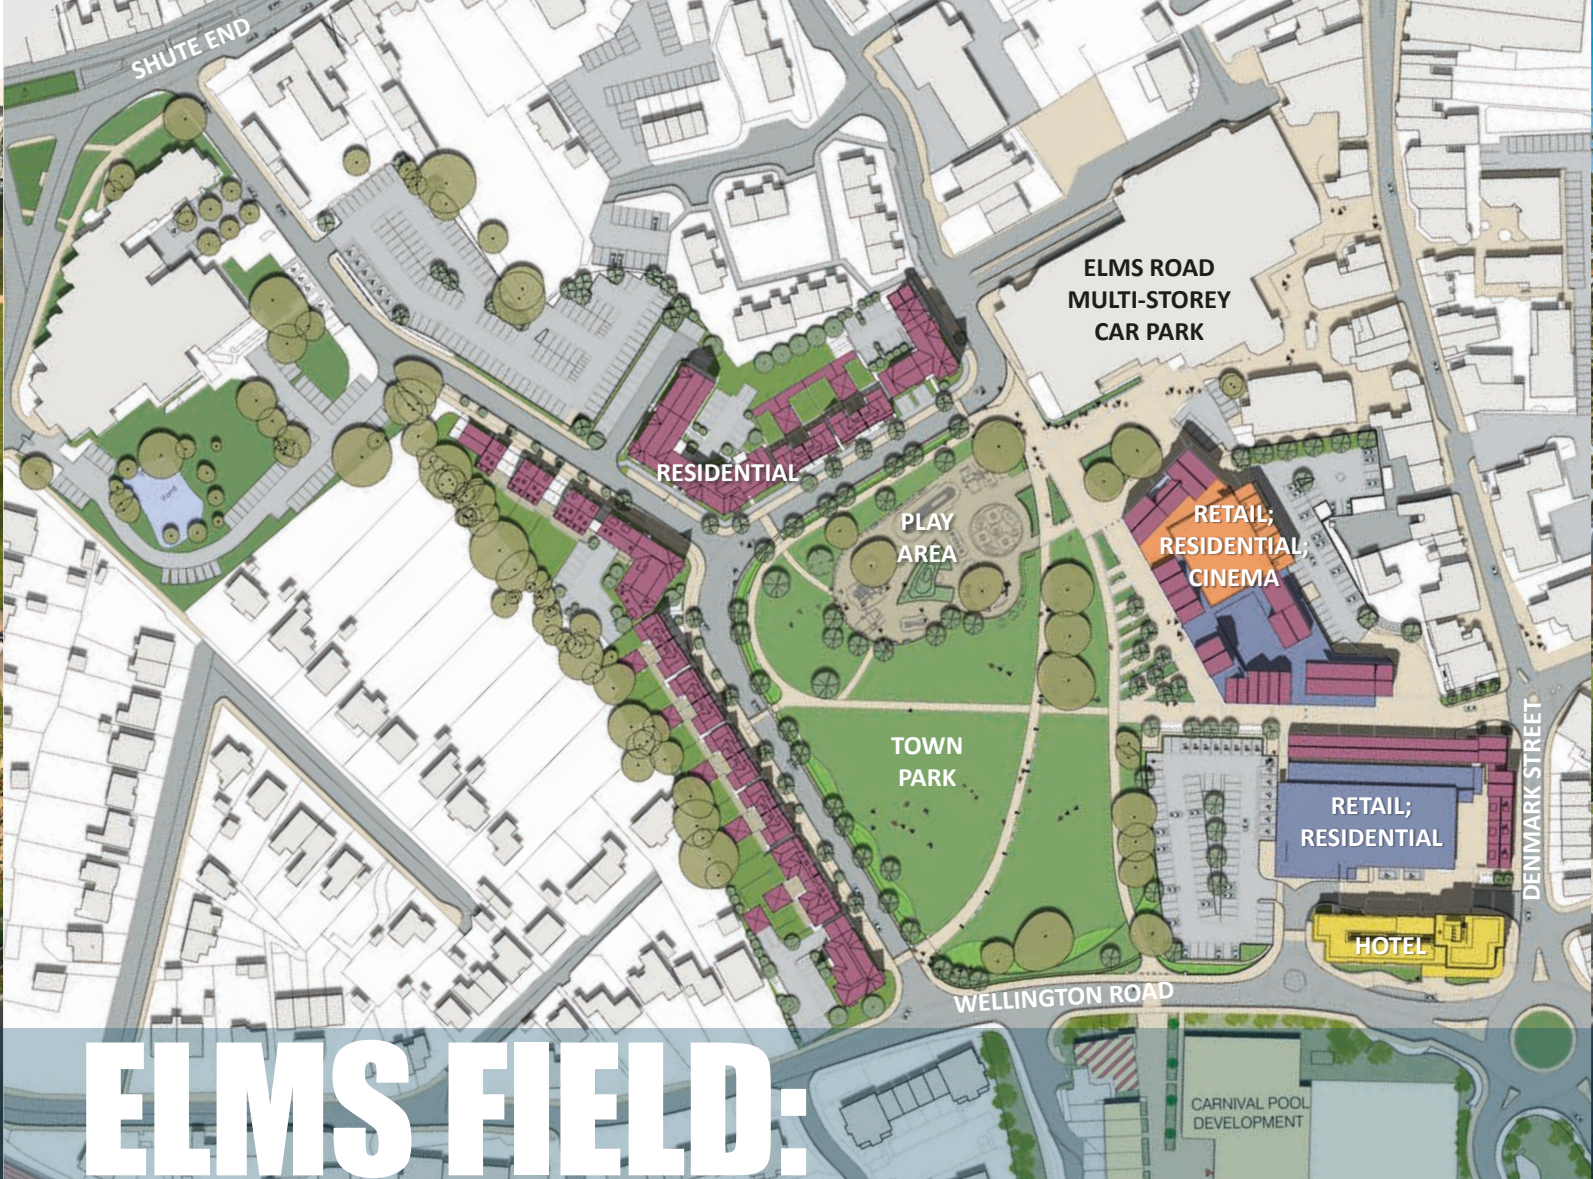 SHUTE END
ELMS ROAD
MULTI-STOREY
CAR PARK
RESIDENTIAL
PLAY
AREA
RETAIL;
RESIDENTIAL;
CINEMA
Pond
TOWN
PARK
RETAIL;
RESIDENTIAL
DENMARK STREET
HOTEL
WELLINGTON ROAD
CARNIVAL POOL
DEVELOPMENT
ELMS FIELD: